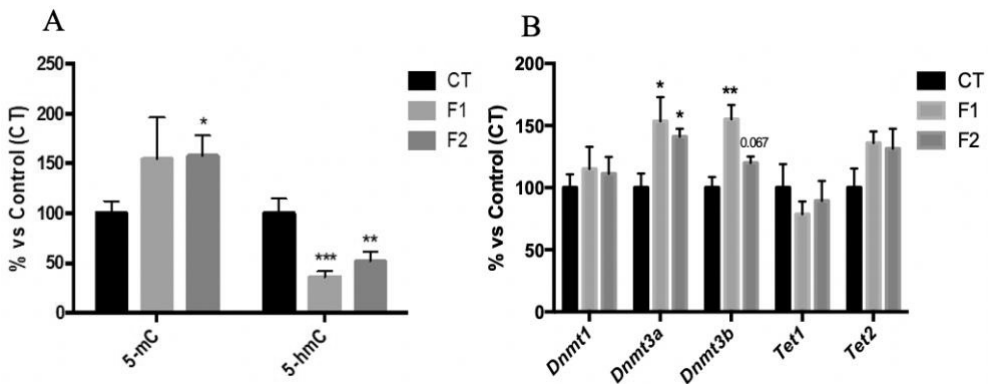 A
% vs Control (CT)
250
200
150
100
50
0
*
***
**
5-mC
5-hmC
CT
F1
F2
B
% vs Control (CT)
200
150
100
50
0
*
*
**
0.067
Dnmt1
Dnmt3a
Dnmt3b
Tet1
Tet2
CT
F1
F2